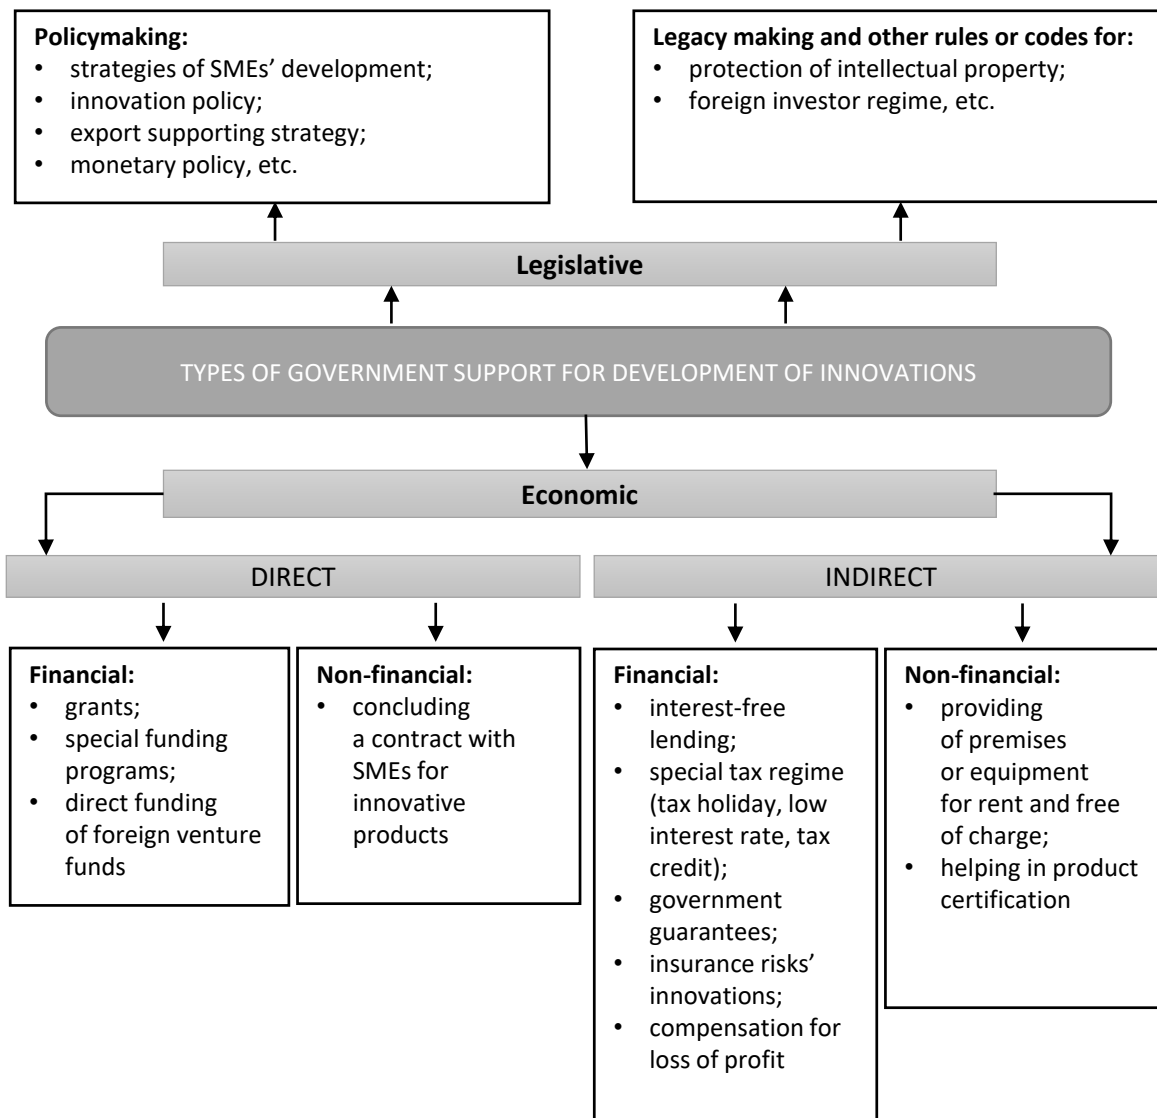 Policymaking:
• strategies of SMEs’ development;
• innovation policy;
• export supporting strategy;
• monetary policy, etc.
Legacy making and other rules or codes for:
• protection of intellectual property;
• foreign investor regime, etc.
Legislative
TYPES OF GOVERNMENT SUPPORT FOR DEVELOPMENT OF INNOVATIONS
Economic
DIRECT
INDIRECT
Financial:
• grants;
• special funding
programs;
• direct funding
of foreign venture
funds
Non-financial:
• concluding
a contract with
SMEs for
innovative
products
Financial:
• interest-free
lending;
• special tax regime
(tax holiday, low
interest rate, tax
credit);
• government
guarantees;
• insurance risks’
innovations;
• compensation for
loss of profit
Non-financial:
• providing
of premises
or equipment
for rent and free
of charge;
• helping in product
certification